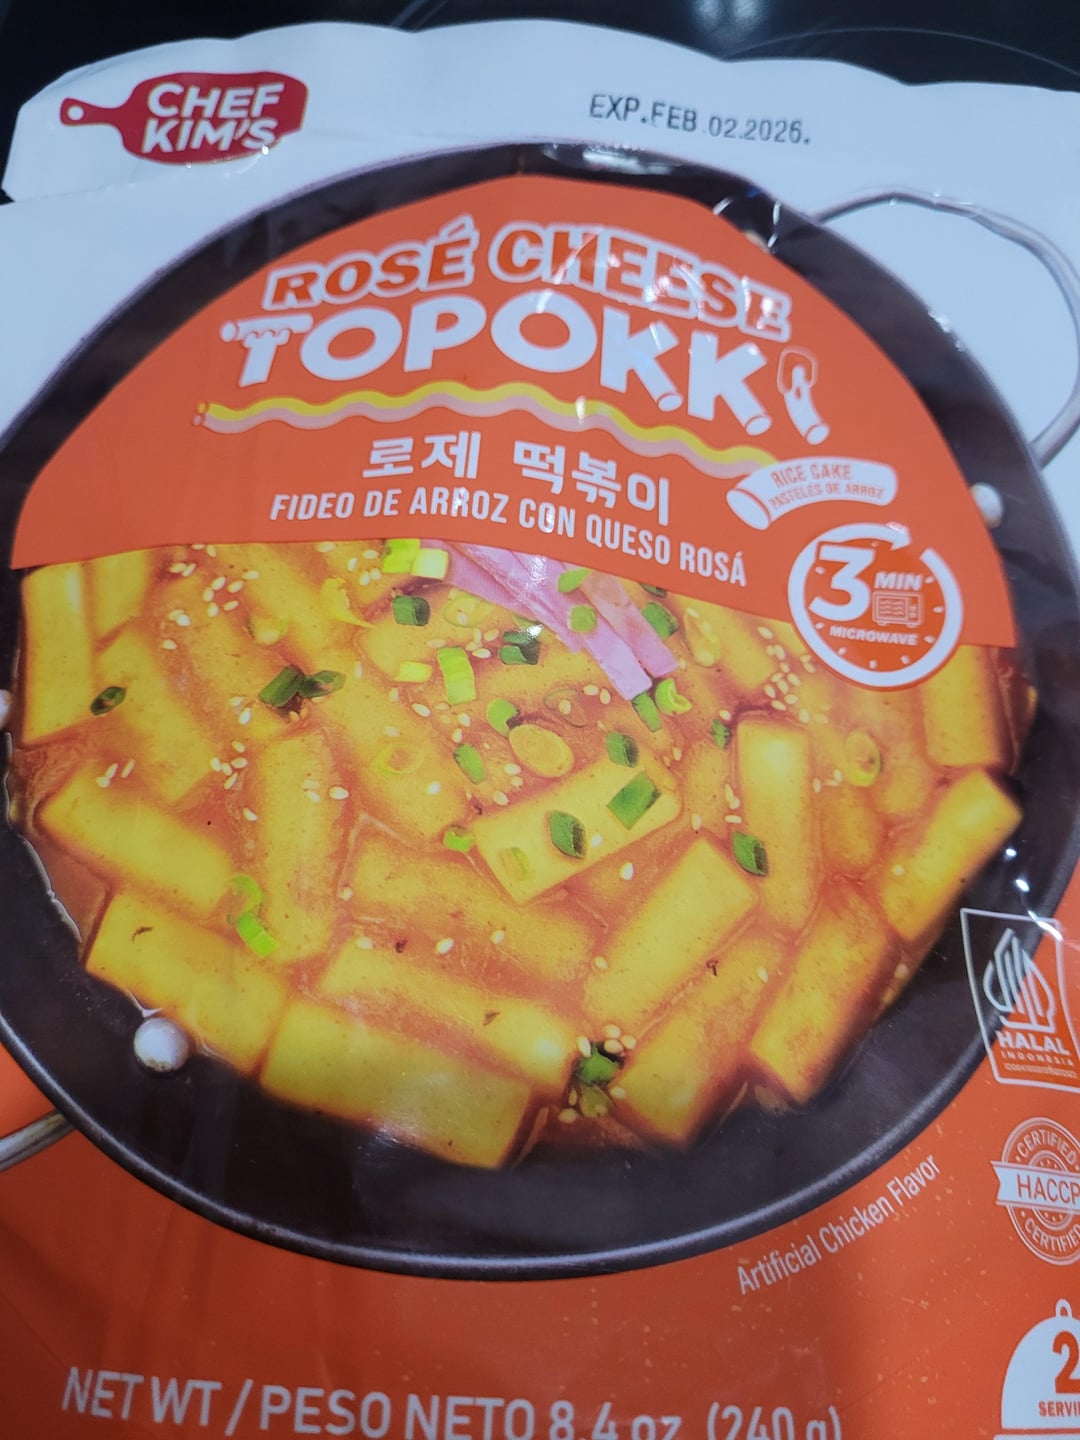 CHEF
KIM'S
EXP.FEB.02.2026.
ROSÉ CHEESE
TOPOKKI
로제 떡볶이
FIDEO DE ARROZ CON QUESO ROSÁ
RICE CAKE
PASTELES DE ARROZ
3 MIN
MICROWAVE
HALAL
INDONESIA
CERTIFIED
HACCP
CERTIFIED
Artificial Chicken Flavor
2
SERVI
NET WT / PESO NETO 8.4 oz (240 g)